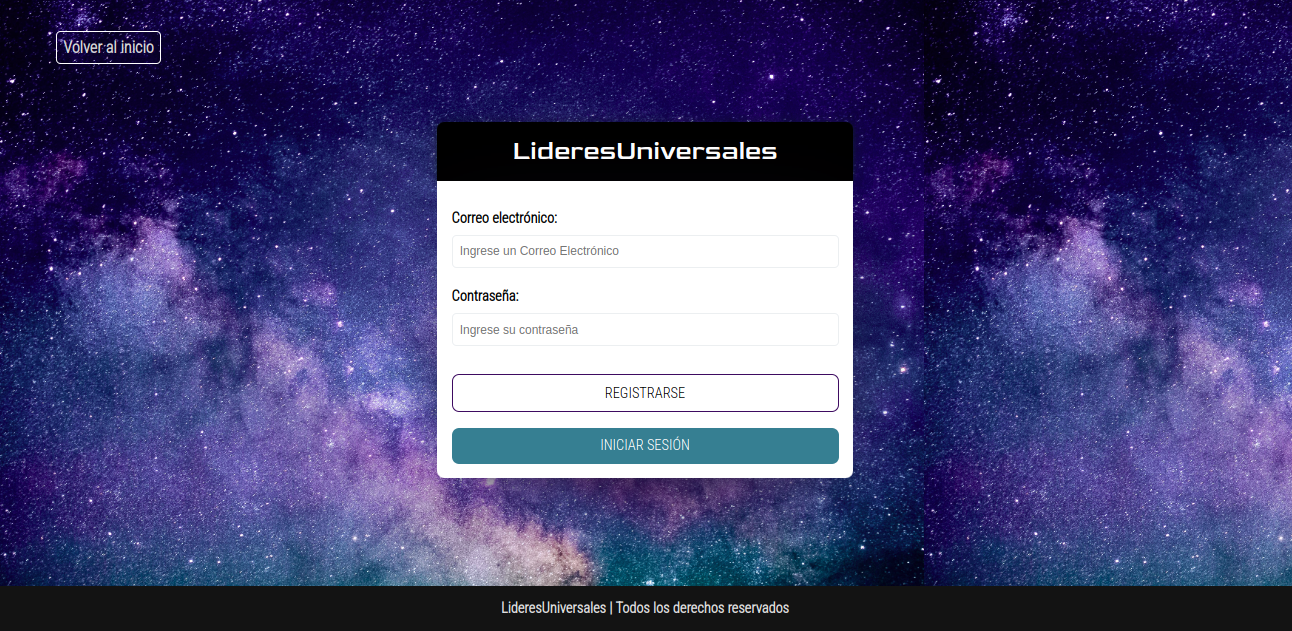 Volver al inicio
LideresUniversales
Correo electrónico:
Ingrese un Correo Electrónico
Contraseña:
Ingrese su contraseña
REGISTRARSE
INICIAR SESIÓN
LideresUniversales | Todos los derechos reservados